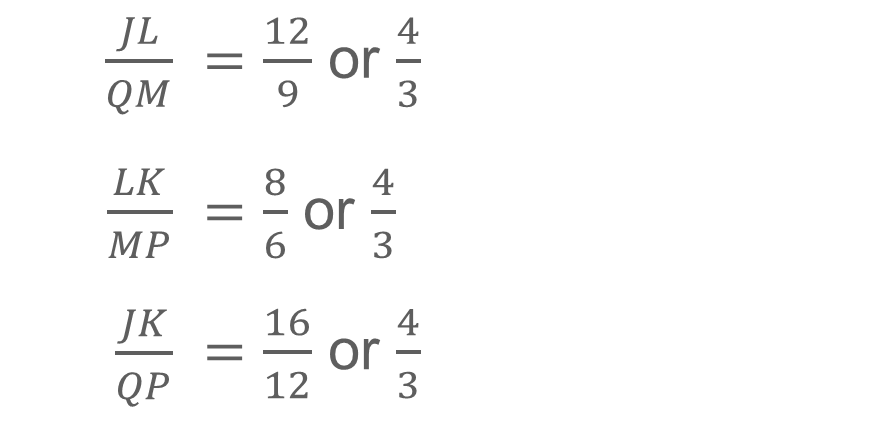 JL/QM = 12/9 or 4/3
LK/MP = 8/6 or 4/3
JK/QP = 16/12 or 4/3